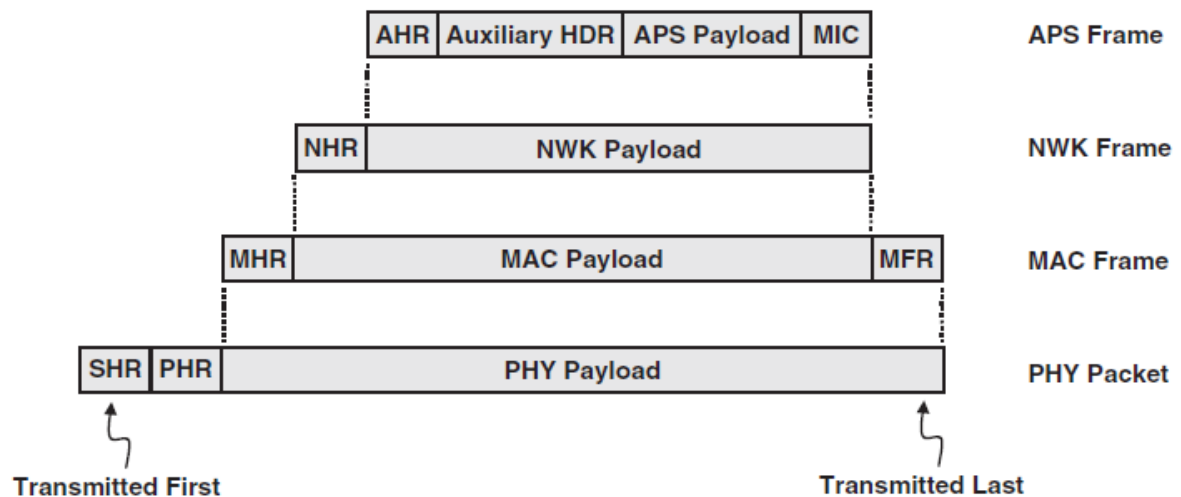 AHR Auxiliary HDR APS Payload MIC APS Frame
NHR NWK Payload NWK Frame
MHR MAC Payload MFR MAC Frame
SHR PHR PHY Payload PHY Packet
Transmitted First Transmitted Last